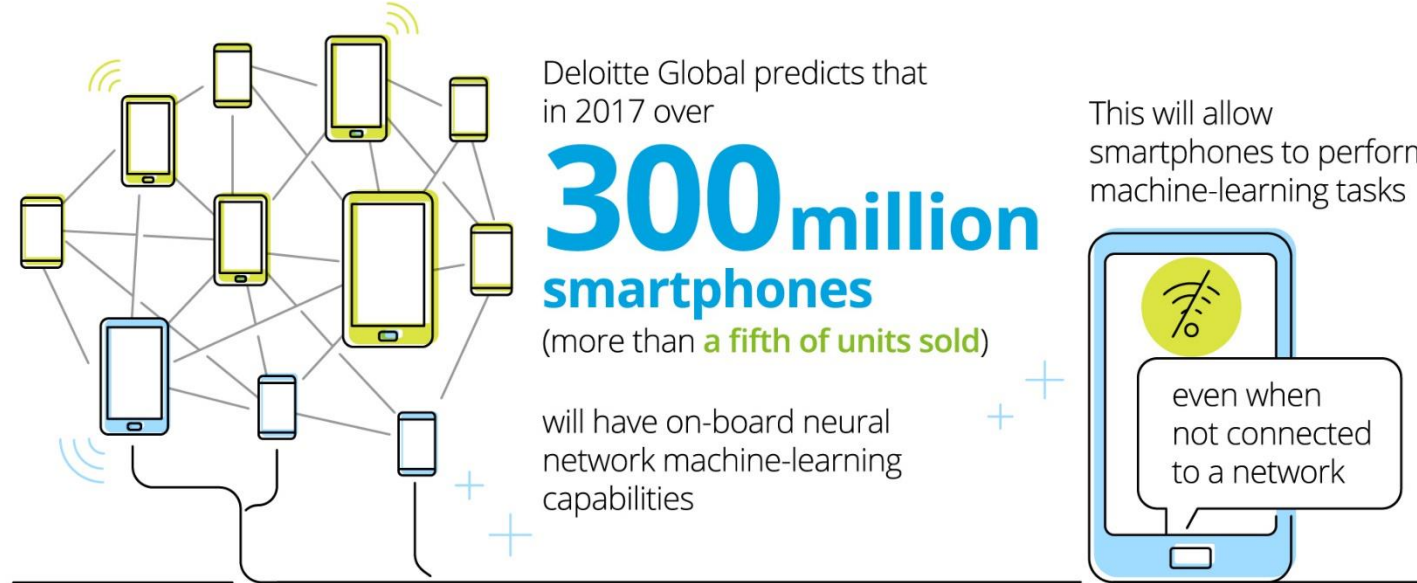 Deloitte Global predicts that
in 2017 over
300 million
smartphones
(more than a fifth of units sold)
will have on-board neural
network machine-learning
capabilities
This will allow
smartphones to perform
machine-learning tasks
even when
not connected
to a network